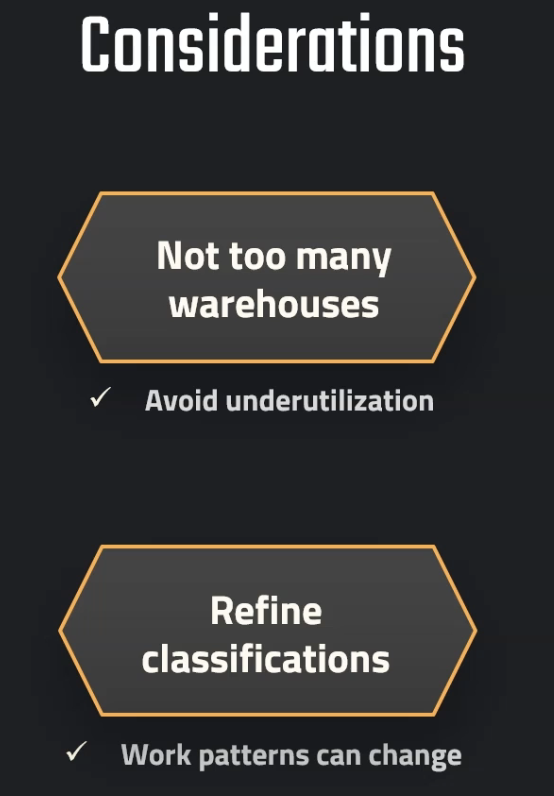 Considerations
Not too many
warehouses
✓ Avoid underutilization
Refine
classifications
✓ Work patterns can change